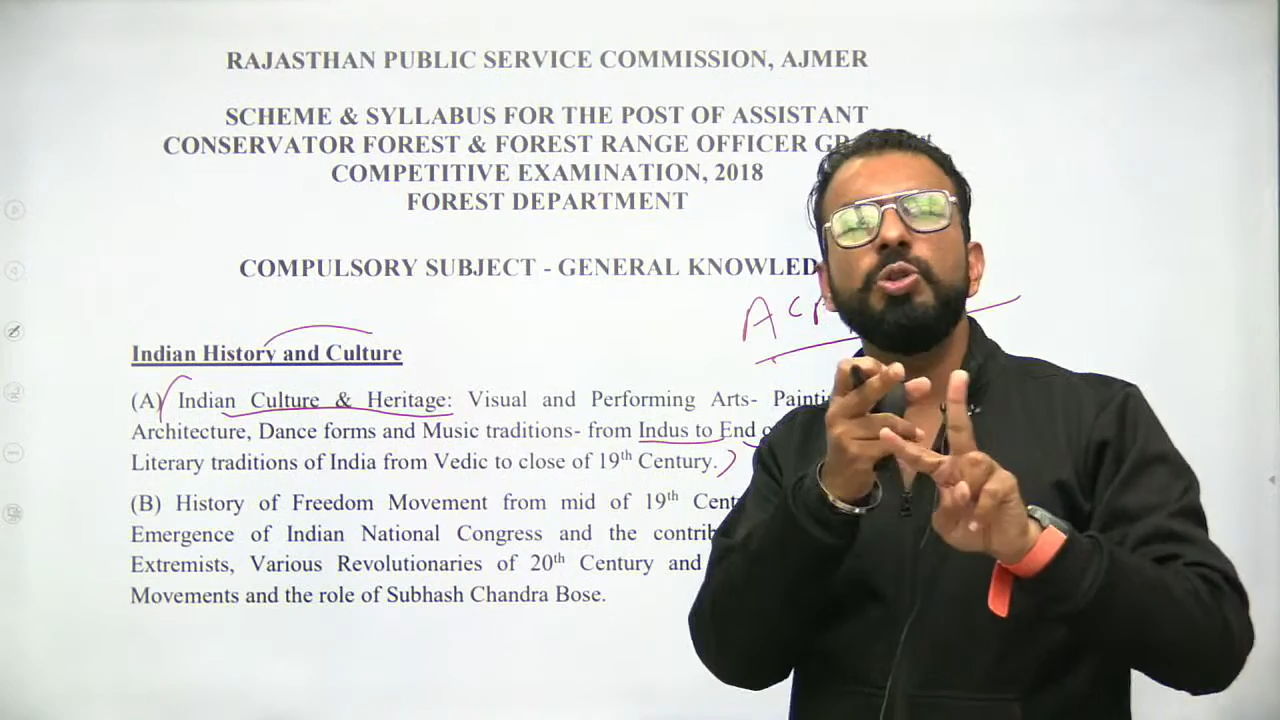 RAJASTHAN PUBLIC SERVICE COMMISSION, AJMER
SCHEME & SYLLABUS FOR THE POST OF ASSISTANT
CONSERVATOR FOREST & FOREST RANGE OFFICER
COMPETITIVE EXAMINATION, 2018
FOREST DEPARTMENT
COMPULSORY SUBJECT - GENERAL
Indian History and Culture
(A) Indian Culture & Heritage: Visual and Performing Arts-
Architecture, Dance forms and Music traditions- from Indus to End
Literary traditions of India from Vedic to close of 19th Century.
(B) History of Freedom Movement from mid of 19th
Emergence of Indian National Congress and the
Extremists, Various Revolutionaries of 20th Century and
Movements and the role of Subhash Chandra Bose.